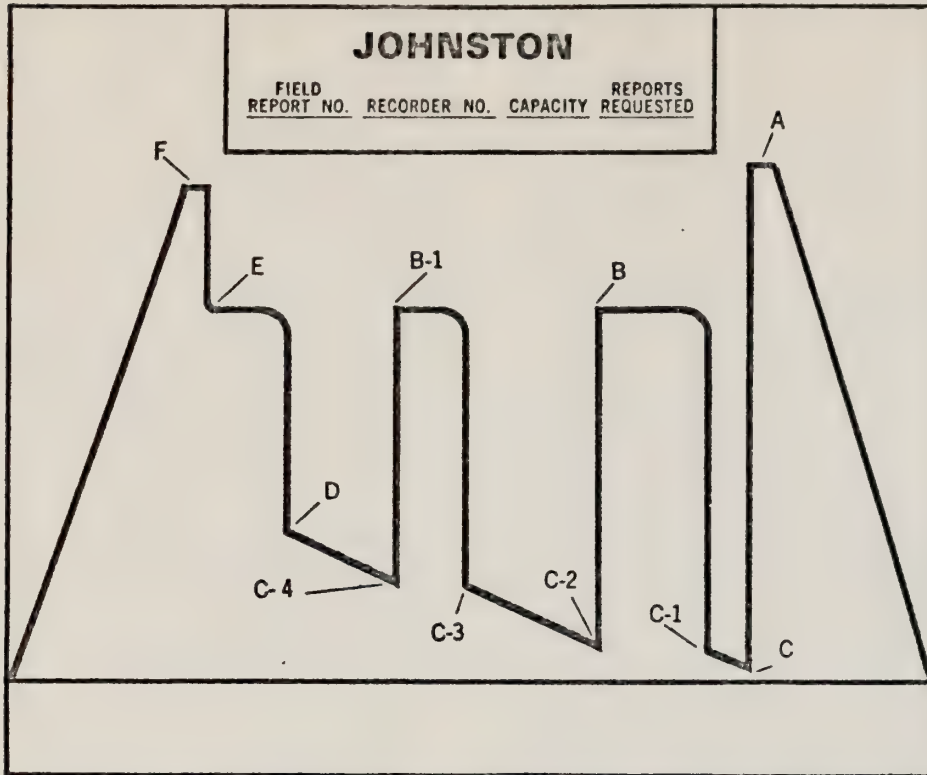 JOHNSTON
FIELD REPORT NO. RECORDER NO. CAPACITY REPORTS REQUESTED
A
F
E
B-1
B
D
C-4
C-3
C-2
C-1
C